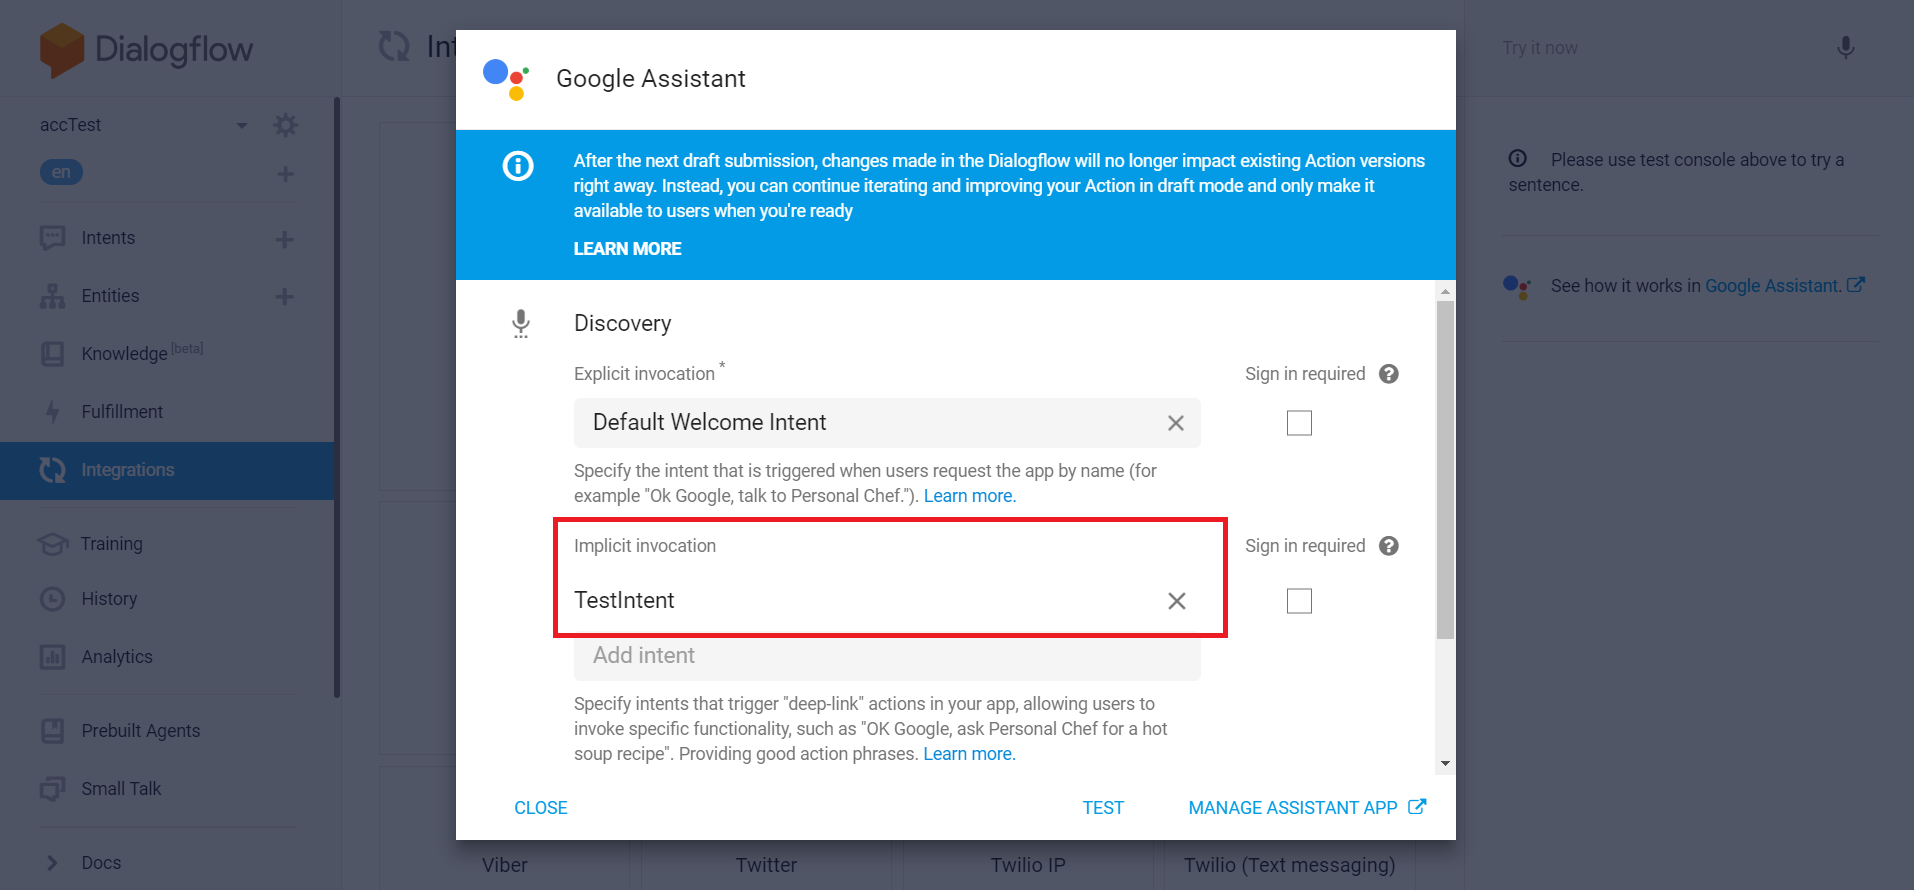 Dialogflow
accTest
en
Intents
Entities
Knowledge [beta]
Fulfillment
Integrations
Training
History
Analytics
Prebuilt Agents
Small Talk
Docs
Int
Google Assistant
After the next draft submission, changes made in the Dialogflow will no longer impact existing Action versions
right away. Instead, you can continue iterating and improving your Action in draft mode and only make it
available to users when you're ready
LEARN MORE
Discovery
Explicit invocation *
Sign in required
Default Welcome Intent
Specify the intent that is triggered when users request the app by name (for
example "Ok Google, talk to Personal Chef."). Learn more.
Implicit invocation
Sign in required
TestIntent
Add intent
Specify intents that trigger "deep-link" actions in your app, allowing users to
invoke specific functionality, such as "OK Google, ask Personal Chef for a hot
soup recipe". Providing good action phrases. Learn more.
CLOSE
TEST
MANAGE ASSISTANT APP
Viber
Twitter
Twilio IP
Twilio (Text messaging)
Try it now
Please use test console above to try a
sentence.
See how it works in Google Assistant.